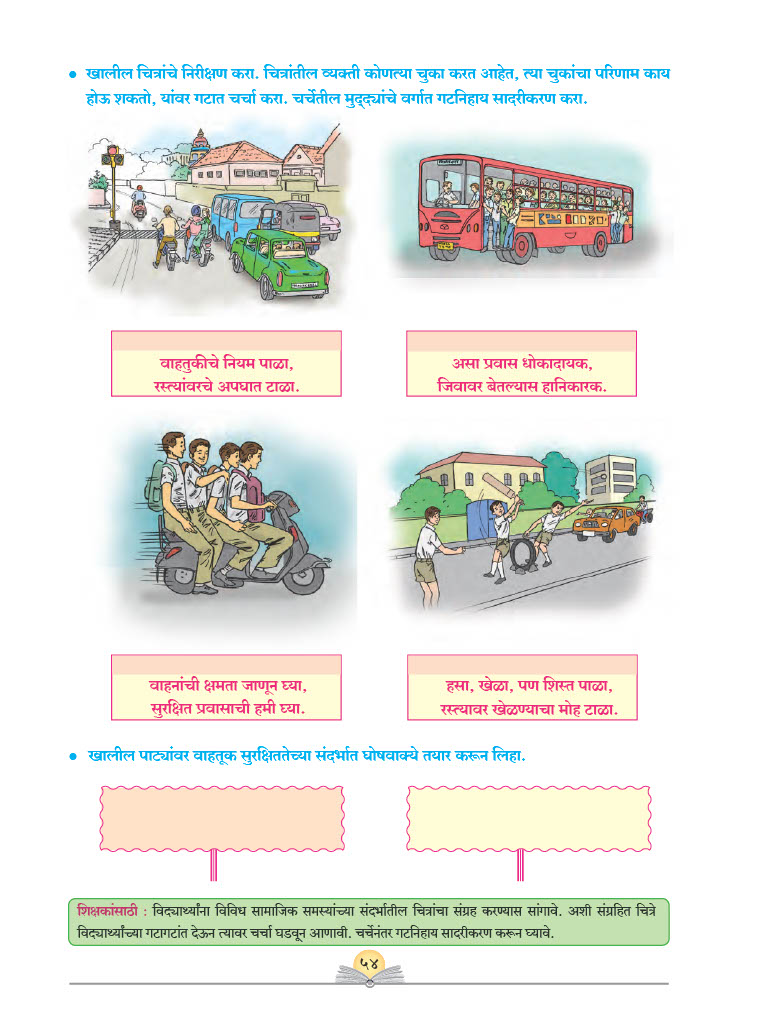 • खालील चित्रांचे निरीक्षण करा. चित्रांतील व्यक्ती कोणत्या चुका करत आहेत, त्या चुकांचा परिणाम काय
होऊ शकतो, यांवर गटात चर्चा करा. चर्चेतील मुद्द्यांचे वर्गात गटनिहाय सादरीकरण करा.
वाहतुकीचे नियम पाळा,
रस्त्यांवरचे अपघात टाळा.
असा प्रवास धोकादायक,
जिवावर बेतल्यास हानिकारक.
वाहनांची क्षमता जाणून घ्या,
सुरक्षित प्रवासाची हमी घ्या.
हसा, खेळा, पण शिस्त पाळा,
रस्त्यावर खेळण्याचा मोह टाळा.
• खालील पाट्यांवर वाहतूक सुरक्षिततेच्या संदर्भात घोषवाक्ये तयार करून लिहा.
शिक्षकांसाठी : विद्यार्थ्यांना विविध सामाजिक समस्यांच्या संदर्भातील चित्रांचा संग्रह करण्यास सांगावे. अशी संग्रहित चित्रे
विद्यार्थ्यांच्या गटागटांत देऊन त्यावर चर्चा घडवून आणावी. चर्चेनंतर गटनिहाय सादरीकरण करून घ्यावे.
५४